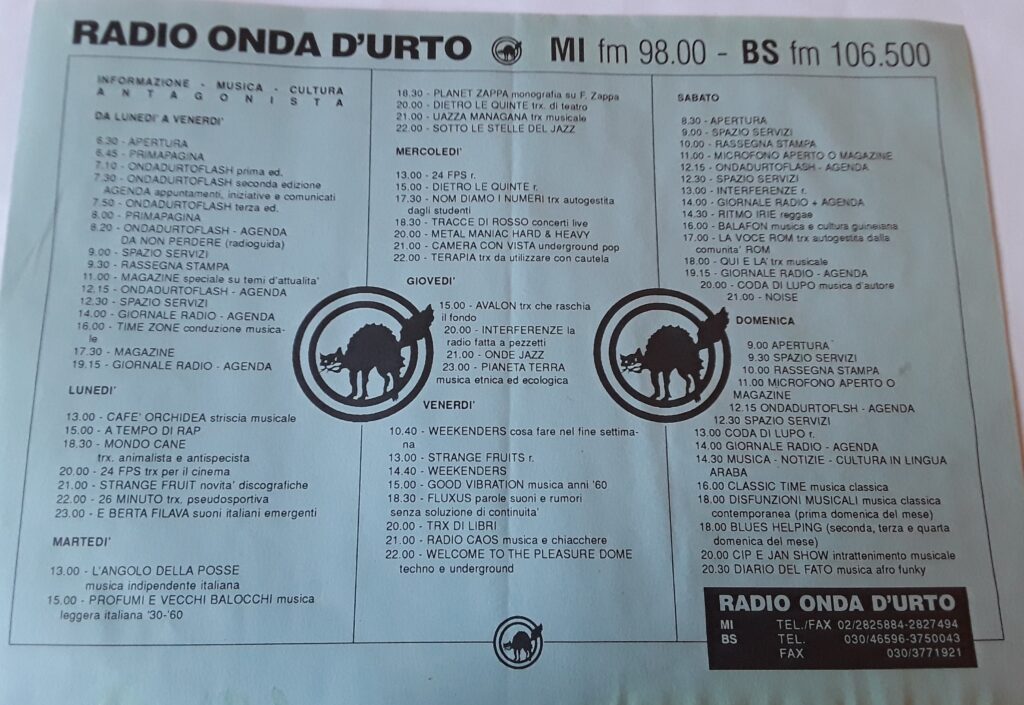 RADIO ONDA D'URTO MI fm 98.00 - BS fm 106.500
INFORMAZIONE - MUSICA - CULTURA
ANTAGONISTA
DA LUNEDI' A VENERDI'
6.30 - APERTURA
6.45 - PRIMAPAGINA
7.10 - ONDADURTOFLASH prima ed.
7.30 - ONDADURTOFLASH seconda edizione
AGENDA appuntamenti, iniziative e comunicati
7.50 - ONDADURTOFLASH terza ed.
8.00 - PRIMAPAGINA
8.20 - ONDADURTOFLASH - AGENDA
DA NON PERDERE (radioguida)
9.00 - SPAZIO SERVIZI
9.30 - RASSEGNA STAMPA
11.00 - MAGAZINE speciale su temi d'attualita'
12.15 - ONDADURTOFLASH - AGENDA
12.30 - SPAZIO SERVIZI
14.00 - GIORNALE RADIO - AGENDA
16.00 - TIME ZONE conduzione musica-
le
17.30 - MAGAZINE
19.15 - GIORNALE RADIO - AGENDA
LUNEDI'
13.00 - CAFE' ORCHIDEA striscia musicale
15.00 - A TEMPO DI RAP
18.30 - MONDO CANE
trx. animalista e antispecista
20.00 - 24 FPS trx per il cinema
21.00 - STRANGE FRUIT novita' discografiche
22.00 - 26 MINUTO trx. pseudosportiva
23.00 - E BERTA FILAVA suoni italiani emergenti
MARTEDI'
13.00 - L'ANGOLO DELLA POSSE
musica indipendente italiana
15.00 - PROFUMI E VECCHI BALOCCHI musica
leggera italiana '30-'60
18.30 - PLANET ZAPPA monografia su F. Zappa
20.00 - DIETRO LE QUINTE trx. di teatro
21.00 - UAZZA MANAGANA trx musicale
22.00 - SOTTO LE STELLE DEL JAZZ
MERCOLEDI'
13.00 - 24 FPS r.
15.00 - DIETRO LE QUINTE r.
17.30 - NOM DIAMO I NUMERI trx autogestita
dagli studenti
18.30 - TRACCE DI ROSSO concerti live
20.00 - METAL MANIAC HARD & HEAVY
21.00 - CAMERA CON VISTA underground pop
22.00 - TERAPIA trx da utilizzare con cautela
GIOVEDI'
15.00 - AVALON trx che raschia
il fondo
20.00 - INTERFERENZE la
radio fatta a pezzetti
21.00 - ONDE JAZZ
23.00 - PIANETA TERRA
musica etnica ed ecologica
VENERDI'
10.40 - WEEKENDERS cosa fare nel fine settima-
na
13.00 - STRANGE FRUITS r.
14.40 - WEEKENDERS
15.00 - GOOD VIBRATION musica anni '60
18.30 - FLUXUS parole suoni e rumori
senza soluzione di continuita'
20.00 - TRX DI LIBRI
21.00 - RADIO CAOS musica e chiacchere
22.00 - WELCOME TO THE PLEASURE DOME
techno e underground
SABATO
8.30 - APERTURA
9.00 - SPAZIO SERVIZI
10.00 - RASSEGNA STAMPA
11.00 - MICROFONO APERTO O MAGAZINE
12.15 - ONDADURTOFLASH - AGENDA
12.30 - SPAZIO SERVIZI
13.00 - INTERFERENZE r.
14.00 - GIORNALE RADIO + AGENDA
14.30 - RITMO IRIE reggae
16.00 - BALAFON musica e cultura guineiana
17.00 - LA VOCE ROM trx autogestita dalla
comunita' ROM
18.00 - QUI E LA' trx musicale
19.15 - GIORNALE RADIO - AGENDA
20.00 - CODA DI LUPO musica d'autore
21.00 - NOISE
DOMENICA
9.00 APERTURA
9.30 SPAZIO SERVIZI
10.00 RASSEGNA STAMPA
11.00 MICROFONO APERTO O
MAGAZINE
12.15 ONDADURTOFLSH - AGENDA
12.30 SPAZIO SERVIZI
13.00 CODA DI LUPO r.
14.00 GIORNALE RADIO - AGENDA
14.30 MUSICA - NOTIZIE - CULTURA IN LINGUA
ARABA
16.00 CLASSIC TIME musica classica
18.00 DISFUNZIONI MUSICALI musica classica
contemporanea (prima domenica del mese)
18.00 BLUES HELPING (seconda, terza e quarta
domenica del mese)
20.00 CIP E JAN SHOW intrattenimento musicale
20.30 DIARIO DEL FATO musica afro funky
RADIO ONDA D'URTO
MI TEL./FAX 02/2825884-2827494
BS TEL. 030/46596-3750043
FAX 030/3771921